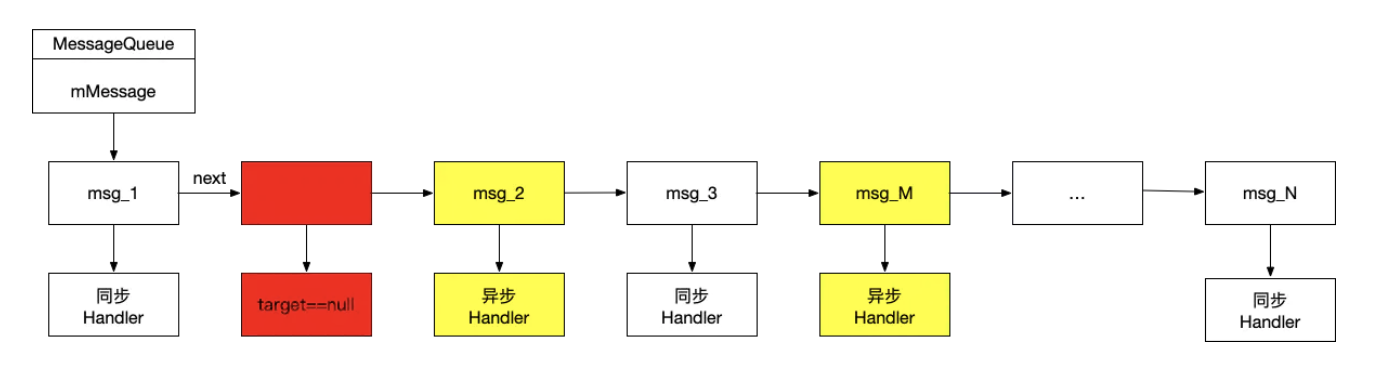 MessageQueue
mMessage
next
msg_1
msg_2
msg_3
msg_M
...
msg_N
同步
Handler
target==null
异步
Handler
同步
Handler
异步
Handler
同步
Handler